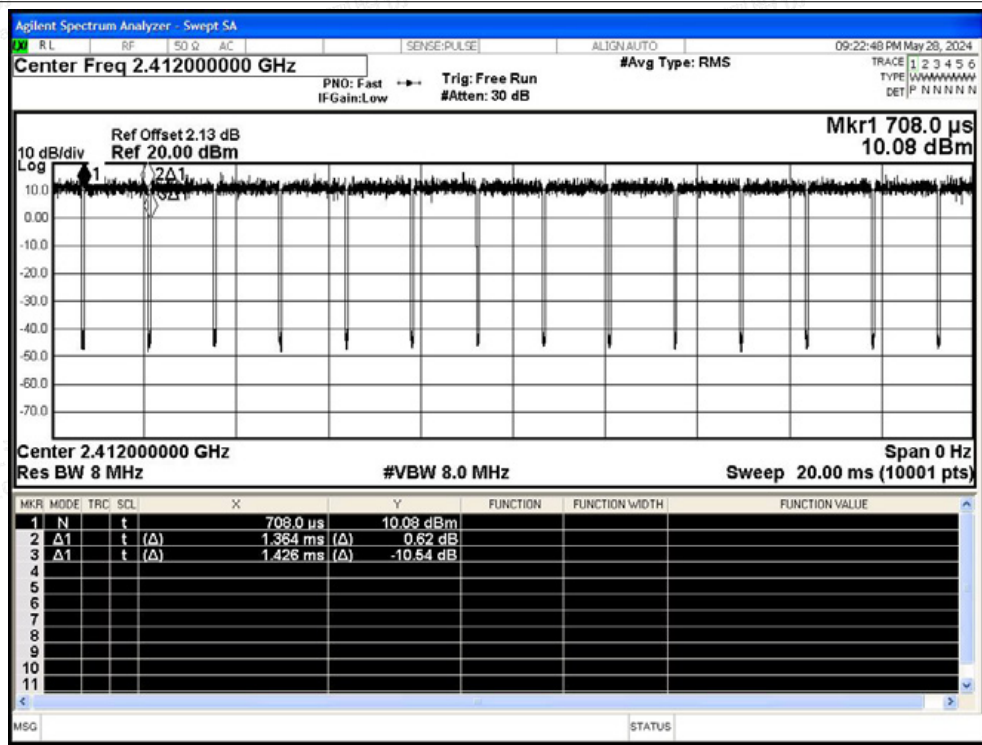 Agilent Spectrum Analyzer - Swept SA
RL RF 50 Ω AC SENSE:PULSE ALIGN AUTO 09:22:48 PM May 28, 2024
Center Freq 2.412000000 GHz #Avg Type: RMS TRACE 1 2 3 4 5 6
PNO: Fast Trig: Free Run TYPE WWWWWW
IFGain:Low #Atten: 30 dB DET P N N N N N
Mkr1 708.0 µs
Ref Offset 2.13 dB
10 dB/div Ref 20.00 dBm 10.08 dBm
Log
1 2Δ1
10.0 3Δ1
0.00
-10.0
-20.0
-30.0
-40.0
-50.0
-60.0
-70.0
Center 2.412000000 GHz Span 0 Hz
Res BW 8 MHz #VBW 8.0 MHz Sweep 20.00 ms (10001 pts)
MKR MODE TRC SCL X Y FUNCTION FUNCTION WIDTH FUNCTION VALUE
1 N t 708.0 µs 10.08 dBm
2 Δ1 t (Δ) 1.364 ms (Δ) 0.62 dB
3 Δ1 t (Δ) 1.426 ms (Δ) -10.54 dB
4
5
6
7
8
9
10
11
MSG STATUS